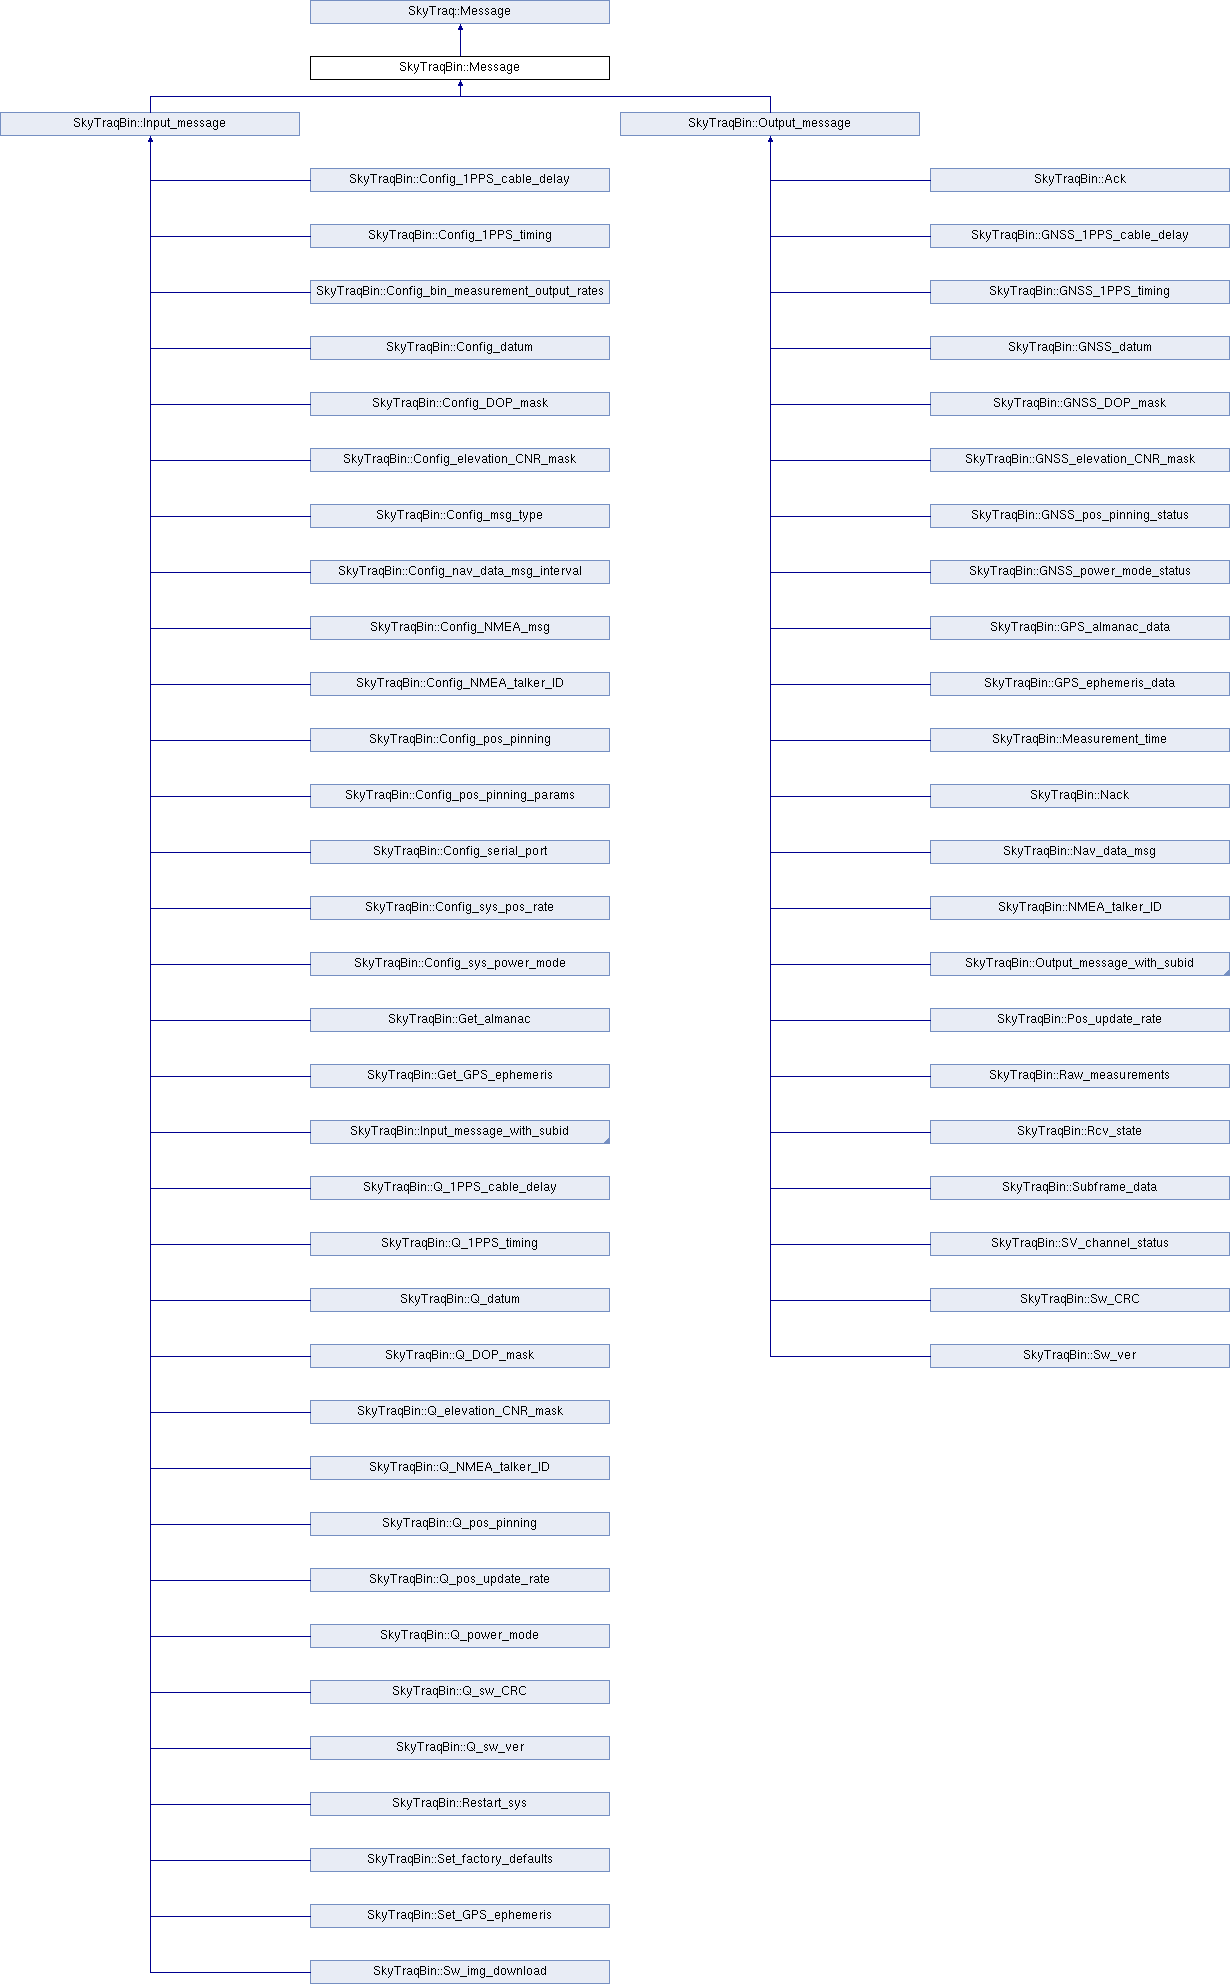 SkyTraq::Message
SkyTraqBin::Message
SkyTraqBin::Input_message
SkyTraqBin::Output_message
SkyTraqBin::Config_1PPS_cable_delay
SkyTraqBin::Ack
SkyTraqBin::Config_1PPS_timing
SkyTraqBin::GNSS_1PPS_cable_delay
SkyTraqBin::Config_bin_measurement_output_rates
SkyTraqBin::GNSS_1PPS_timing
SkyTraqBin::Config_datum
SkyTraqBin::GNSS_datum
SkyTraqBin::Config_DOP_mask
SkyTraqBin::GNSS_DOP_mask
SkyTraqBin::Config_elevation_CNR_mask
SkyTraqBin::GNSS_elevation_CNR_mask
SkyTraqBin::Config_msg_type
SkyTraqBin::GNSS_pos_pinning_status
SkyTraqBin::Config_nav_data_msg_interval
SkyTraqBin::GNSS_power_mode_status
SkyTraqBin::Config_NMEA_msg
SkyTraqBin::GPS_almanac_data
SkyTraqBin::Config_NMEA_talker_ID
SkyTraqBin::GPS_ephemeris_data
SkyTraqBin::Config_pos_pinning
SkyTraqBin::Measurement_time
SkyTraqBin::Config_pos_pinning_params
SkyTraqBin::Nack
SkyTraqBin::Config_serial_port
SkyTraqBin::Nav_data_msg
SkyTraqBin::Config_sys_pos_rate
SkyTraqBin::NMEA_talker_ID
SkyTraqBin::Config_sys_power_mode
SkyTraqBin::Output_message_with_subid
SkyTraqBin::Get_almanac
SkyTraqBin::Pos_update_rate
SkyTraqBin::Get_GPS_ephemeris
SkyTraqBin::Raw_measurements
SkyTraqBin::Input_message_with_subid
SkyTraqBin::Rcv_state
SkyTraqBin::Q_1PPS_cable_delay
SkyTraqBin::Subframe_data
SkyTraqBin::Q_1PPS_timing
SkyTraqBin::SV_channel_status
SkyTraqBin::Q_datum
SkyTraqBin::Sw_CRC
SkyTraqBin::Q_DOP_mask
SkyTraqBin::Sw_ver
SkyTraqBin::Q_elevation_CNR_mask
SkyTraqBin::Q_NMEA_talker_ID
SkyTraqBin::Q_pos_pinning
SkyTraqBin::Q_pos_update_rate
SkyTraqBin::Q_power_mode
SkyTraqBin::Q_sw_CRC
SkyTraqBin::Q_sw_ver
SkyTraqBin::Restart_sys
SkyTraqBin::Set_factory_defaults
SkyTraqBin::Set_GPS_ephemeris
SkyTraqBin::Sw_img_download